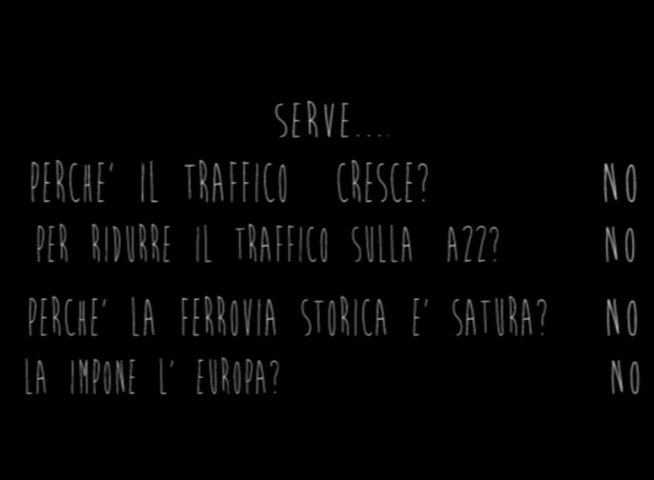 SERVE....
PERCHE' IL TRAFFICO CRESCE? NO
PER RIDURRE IL TRAFFICO SULLA A22? NO
PERCHE' LA FERROVIA STORICA E' SATURA? NO
LA IMPONE L' EUROPA? NO